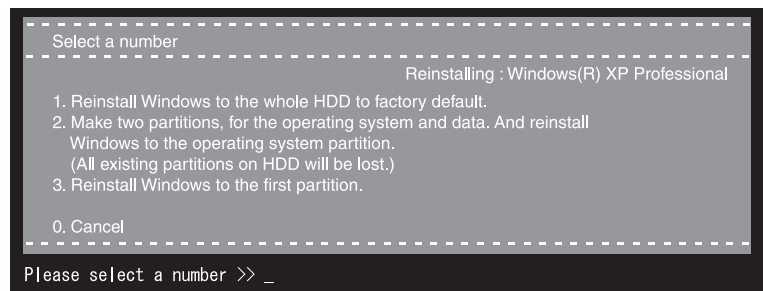 Select a number
Reinstalling : Windows(R) XP Professional
1. Reinstall Windows to the whole HDD to factory default.
2. Make two partitions, for the operating system and data. And reinstall
Windows to the operating system partition.
(All existing partitions on HDD will be lost.)
3. Reinstall Windows to the first partition.
0. Cancel
Please select a number >> _